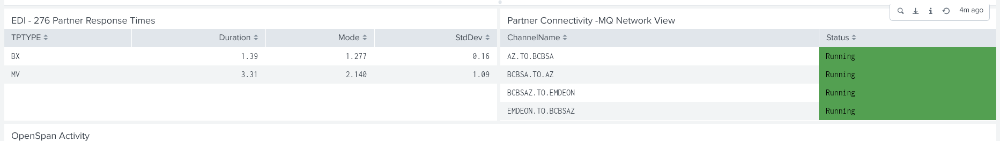 4m ago
EDI - 276 Partner Response Times
TPTYPE Duration Mode StdDev
BX 1.39 1.277 0.16
MV 3.31 2.140 1.09
Partner Connectivity -MQ Network View
ChannelName Status
AZ.TO.BCBSA Running
BCBSA.TO.AZ Running
BCBSAZ.TO.EMDEON Running
EMDEON.TO.BCBSAZ Running
OpenSpan Activity